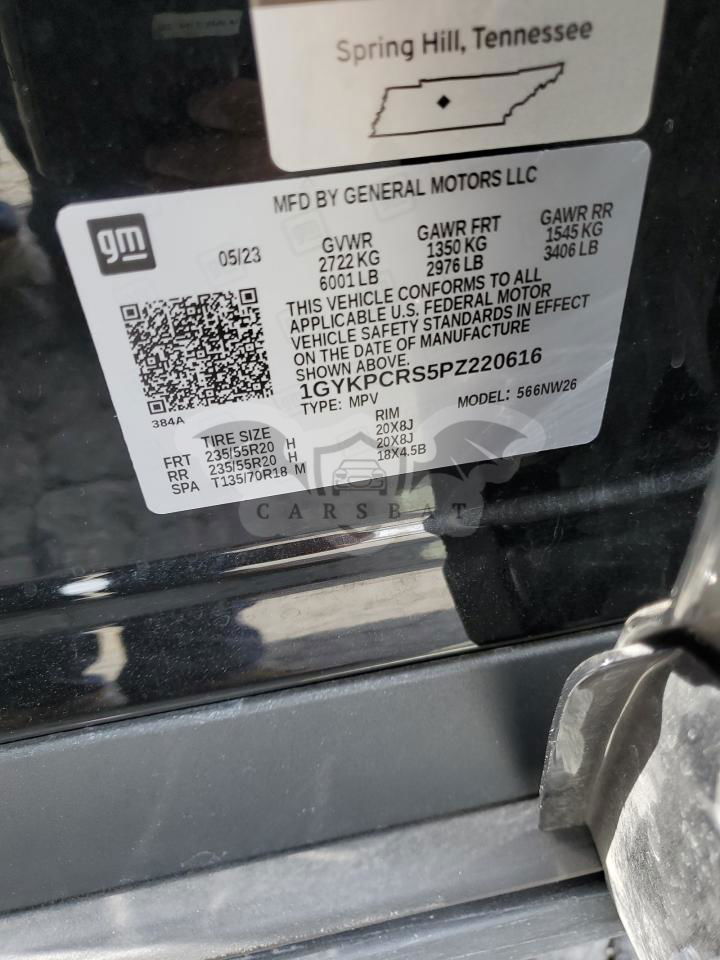 Spring Hill, Tennessee
MFD BY GENERAL MOTORS LLC
gm
05/23
GVWR
2722 KG
6001 LB
GAWR FRT
1350 KG
2976 LB
GAWR RR
1545 KG
3406 LB
THIS VEHICLE CONFORMS TO ALL
APPLICABLE U.S. FEDERAL MOTOR
VEHICLE SAFETY STANDARDS IN EFFECT
ON THE DATE OF MANUFACTURE
SHOWN ABOVE.
1GYKPCRS5PZ220616
TYPE: MPV MODEL: 566NW26
384A
TIRE SIZE RIM
FRT 235/55R20 H 20X8J
RR 235/55R20 H 20X8J
SPA T135/70R18 M 18X4.5B
CARSBAT